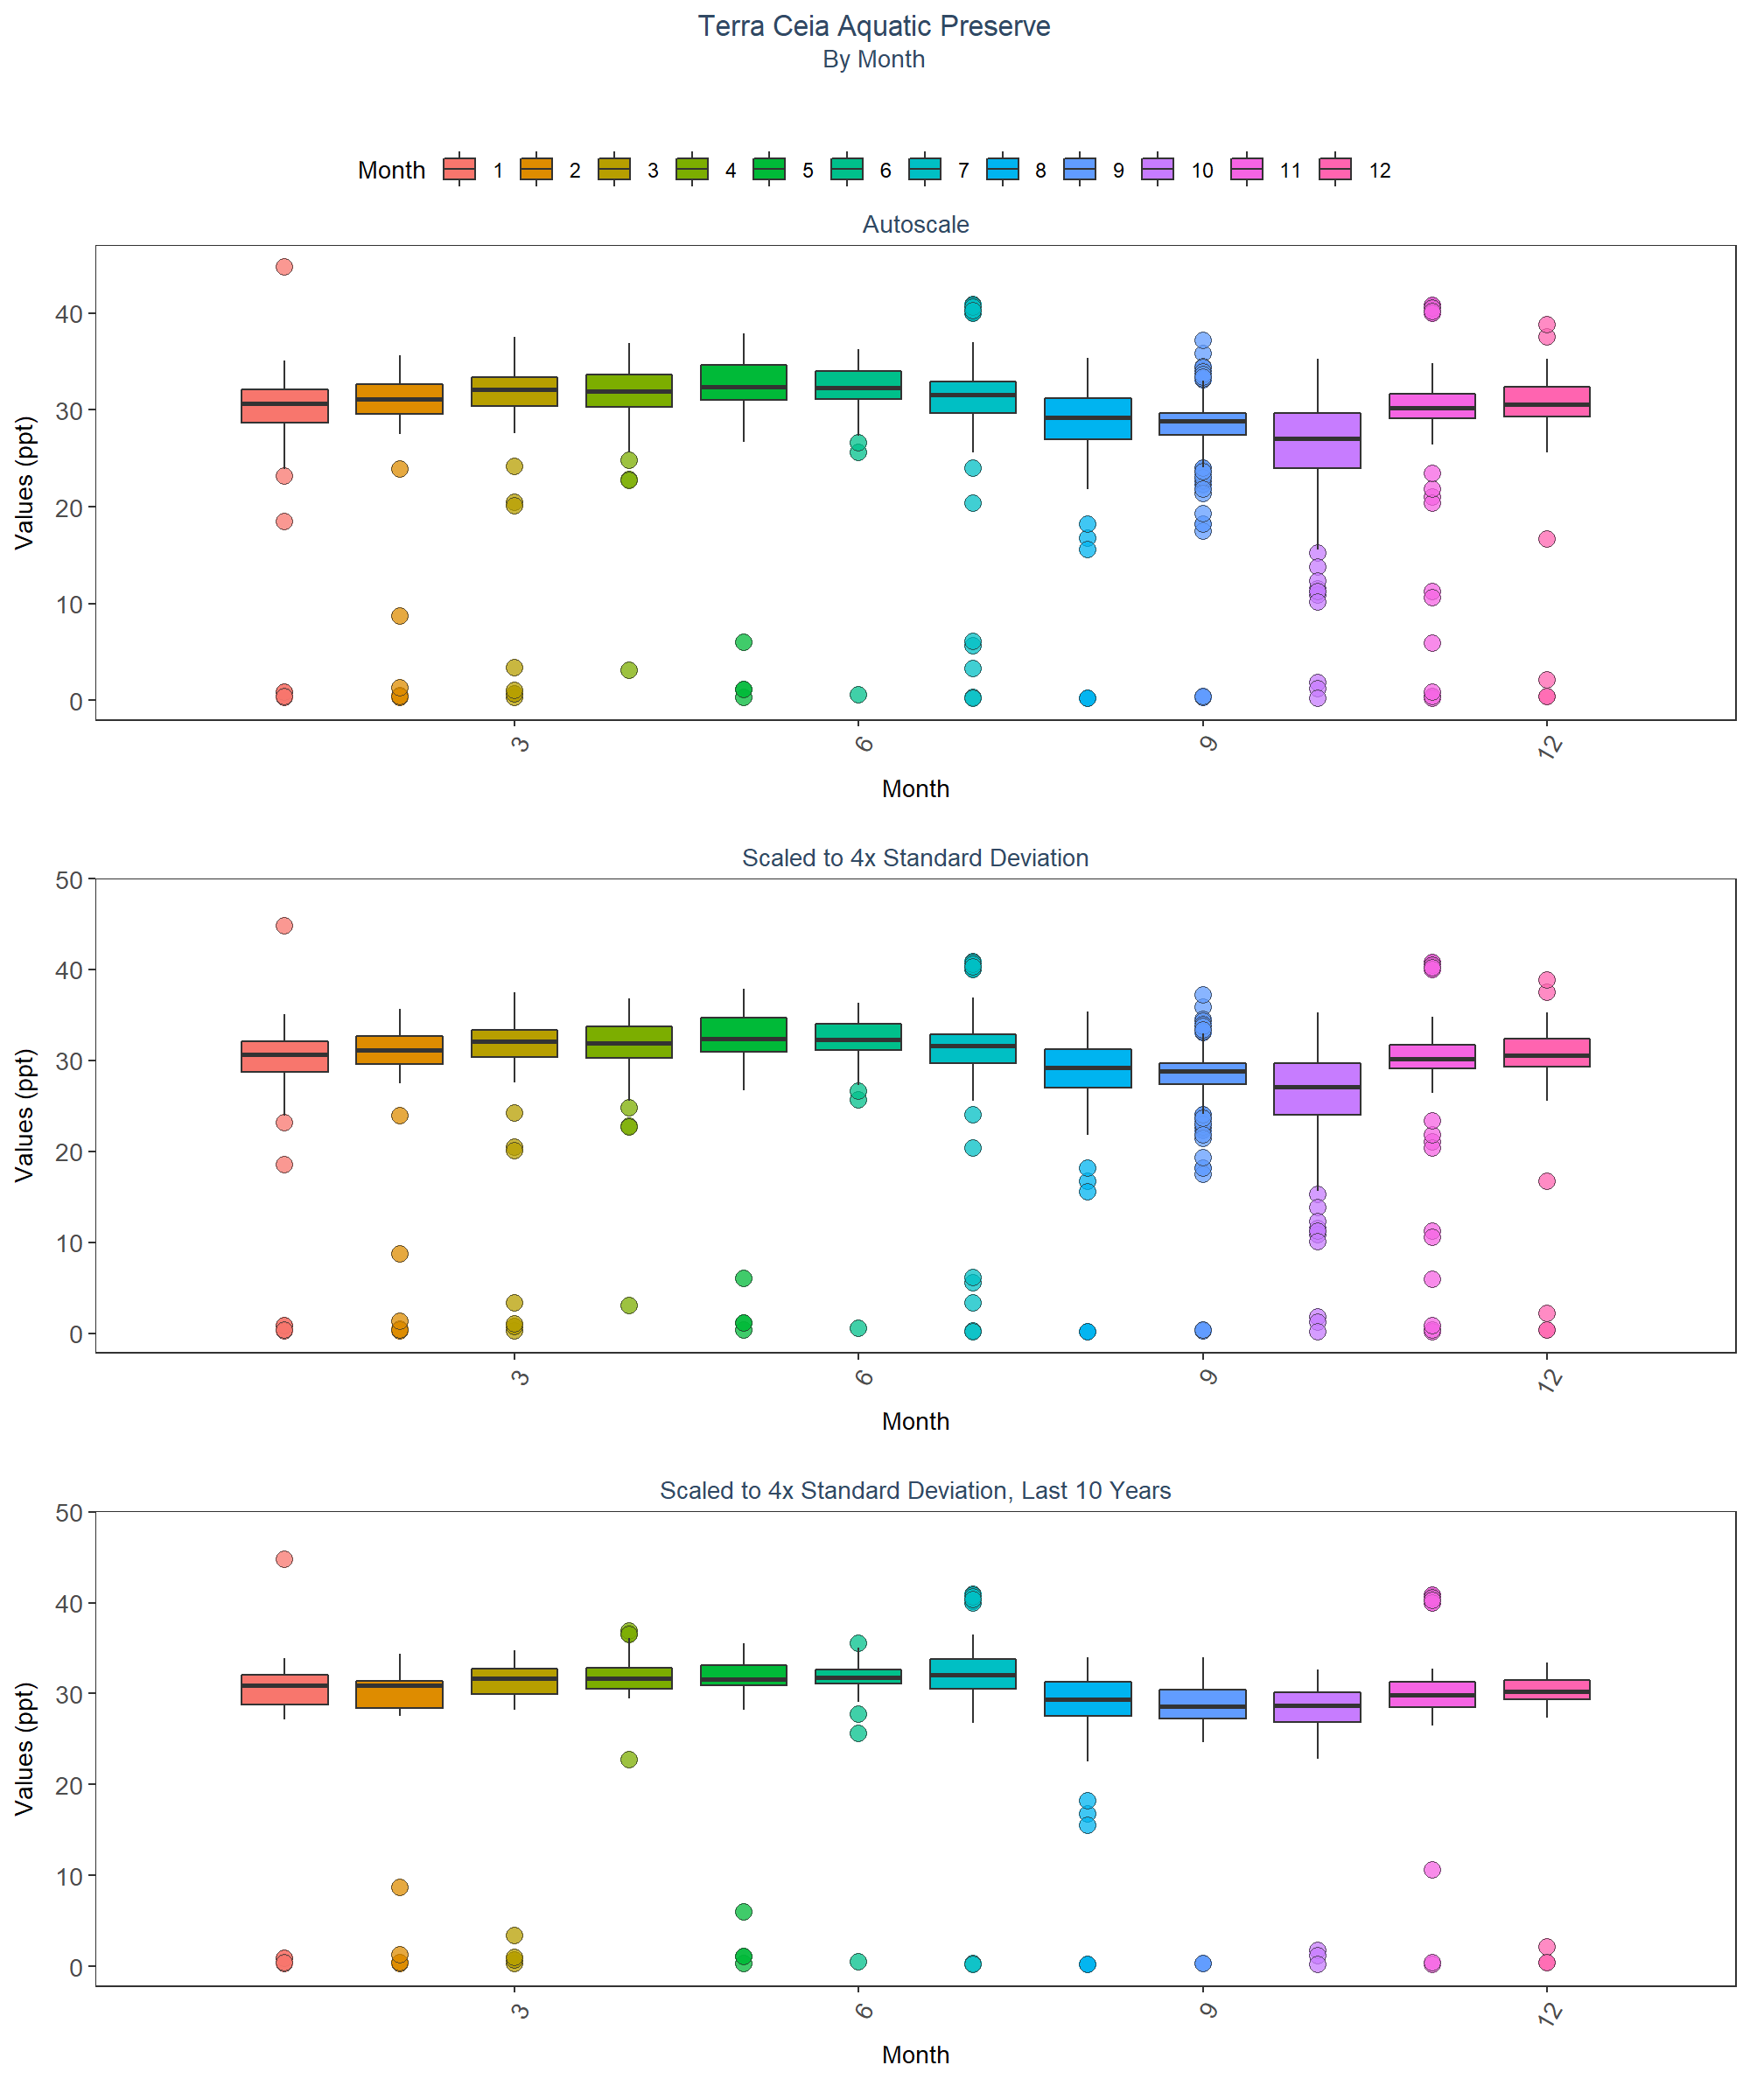 Terra Ceia Aquatic Preserve
By Month
Month 1 2 3 4 5 6 7 8 9 10 11 12
Autoscale
Values (ppt)
40
30
20
10
0
3 6 9 12
Month
Scaled to 4x Standard Deviation
Values (ppt)
50
40
30
20
10
0
3 6 9 12
Month
Scaled to 4x Standard Deviation, Last 10 Years
Values (ppt)
50
40
30
20
10
0
3 6 9 12
Month